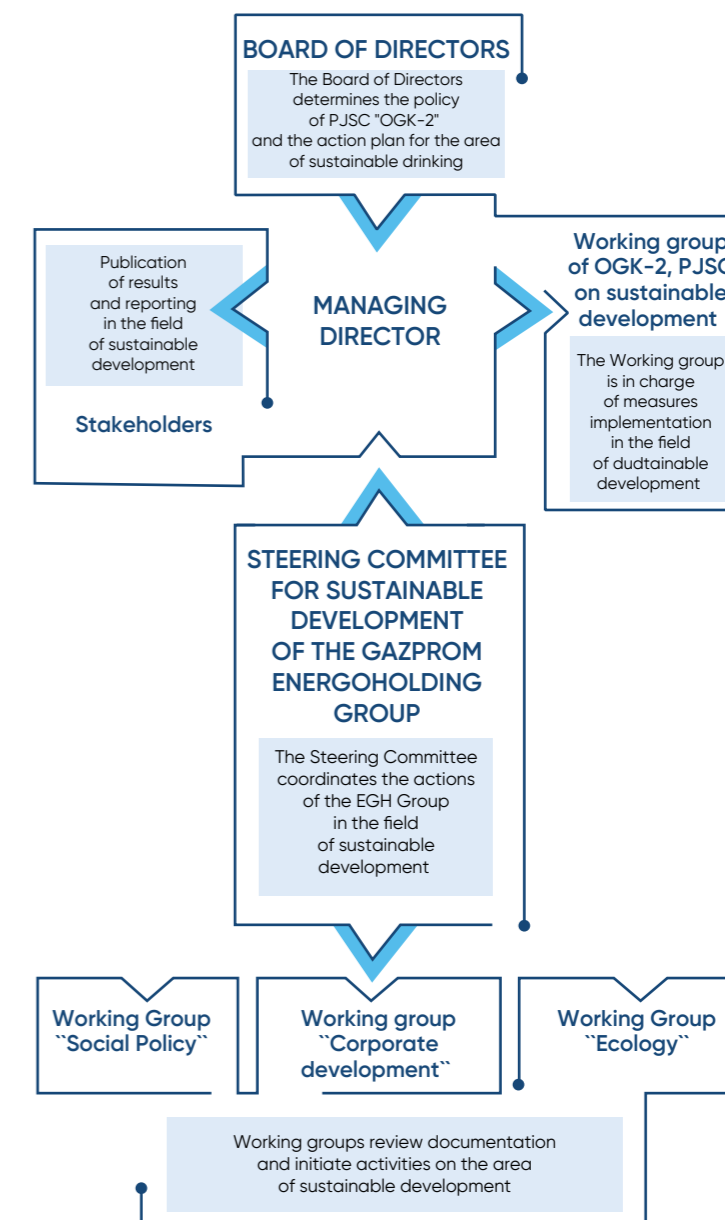 BOARD OF DIRECTORS
The Board of Directors
determines the policy
of PJSC "OGK-2"
and the action plan for the area
of sustainable drinking
Publication
of results
and reporting
in the field
of sustainable
development
Stakeholders
MANAGING
DIRECTOR
Working group
of OGK-2, PJSC
on sustainable
development
The Working group
is in charge
of measures
implementation
in the field
of dudtainable
development
STEERING COMMITTEE
FOR SUSTAINABLE
DEVELOPMENT
OF THE GAZPROM
ENERGOHOLDING
GROUP
The Steering Committee
coordinates the actions
of the EGH Group
in the field
of sustainable
development
Working Group
``Social Policy``
Working group
``Corporate
development``
Working Group
``Ecology``
Working groups review documentation
and initiate activities on the area
of sustainable development